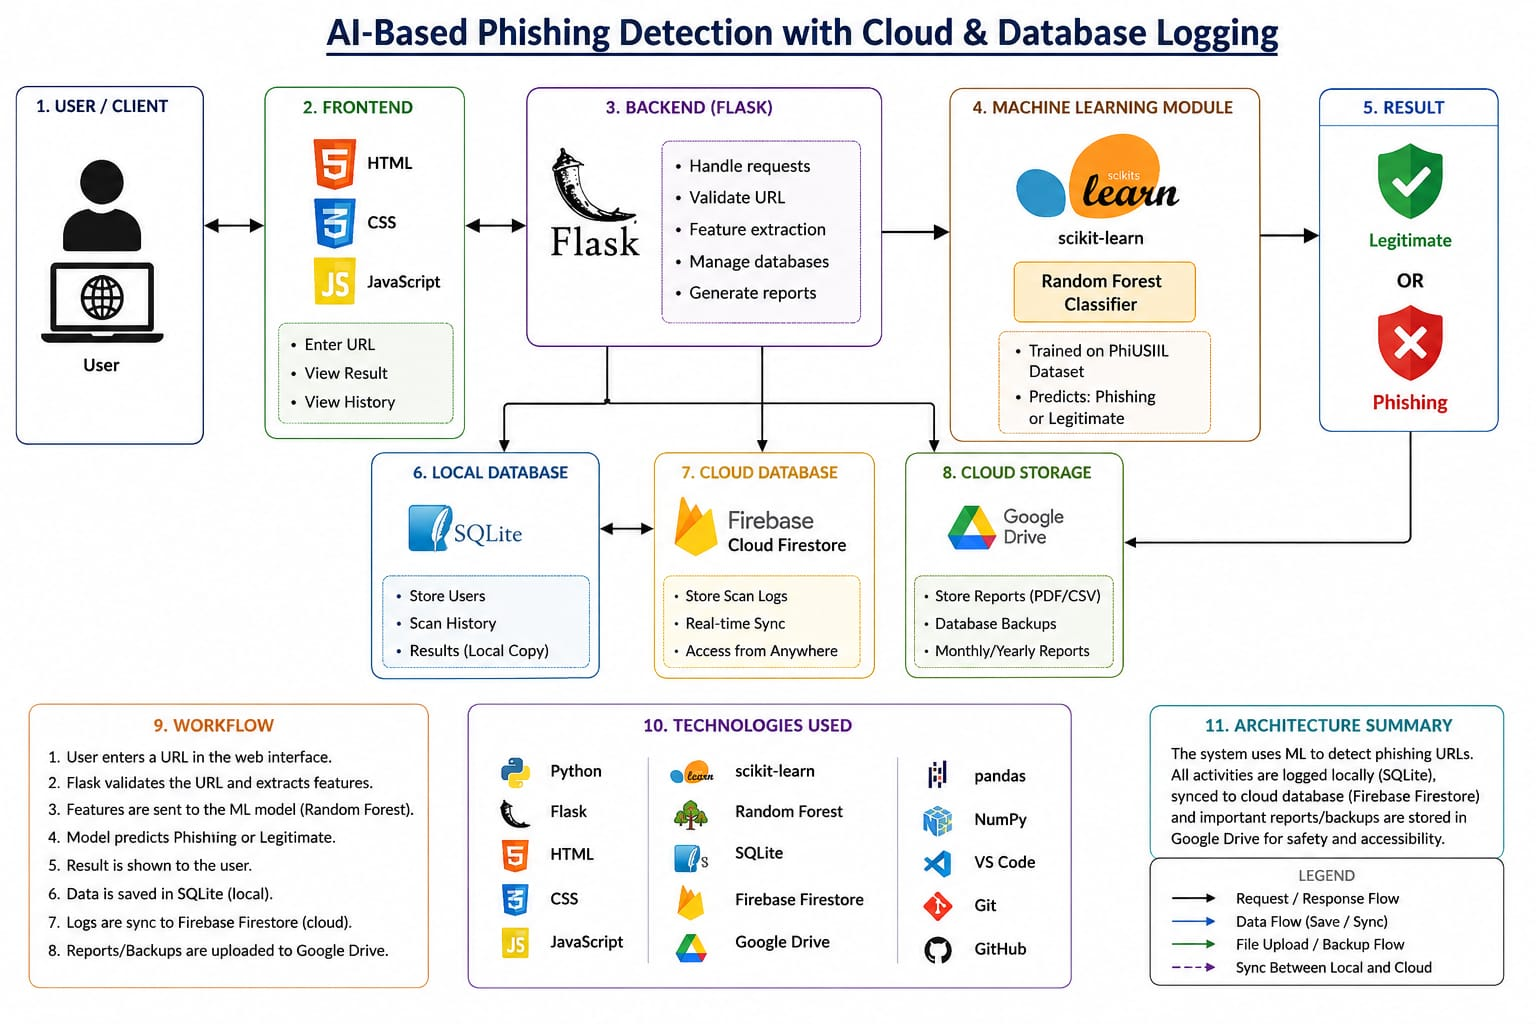 AI-Based Phishing Detection with Cloud & Database Logging
1. USER / CLIENT
User
2. FRONTEND
HTML
CSS
JS
JavaScript
• Enter URL
• View Result
• View History
3. BACKEND (FLASK)
Flask
• Handle requests
• Validate URL
• Feature extraction
• Manage databases
• Generate reports
4. MACHINE LEARNING MODULE
scikits
learn
scikit-learn
Random Forest
Classifier
• Trained on PhiUSIIL
Dataset
• Predicts: Phishing
or Legitimate
5. RESULT
Legitimate
OR
Phishing
6. LOCAL DATABASE
SQLite
• Store Users
• Scan History
• Results (Local Copy)
7. CLOUD DATABASE
Firebase
Cloud Firestore
• Store Scan Logs
• Real-time Sync
• Access from Anywhere
8. CLOUD STORAGE
Google
Drive
• Store Reports (PDF/CSV)
• Database Backups
• Monthly/Yearly Reports
9. WORKFLOW
1. User enters a URL in the web interface.
2. Flask validates the URL and extracts features.
3. Features are sent to the ML model (Random Forest).
4. Model predicts Phishing or Legitimate.
5. Result is shown to the user.
6. Data is saved in SQLite (local).
7. Logs are sync to Firebase Firestore (cloud).
8. Reports/Backups are uploaded to Google Drive.
10. TECHNOLOGIES USED
Python
Flask
HTML
CSS
JS
JavaScript
learn
scikit-learn
Random Forest
S
SQLite
Firebase Firestore
Google Drive
pandas
NumPy
VS Code
Git
GitHub
11. ARCHITECTURE SUMMARY
The system uses ML to detect phishing URLs.
All activities are logged locally (SQLite),
synced to cloud database (Firebase Firestore)
and important reports/backups are stored in
Google Drive for safety and accessibility.
LEGEND
Request / Response Flow
Data Flow (Save / Sync)
File Upload / Backup Flow
Sync Between Local and Cloud